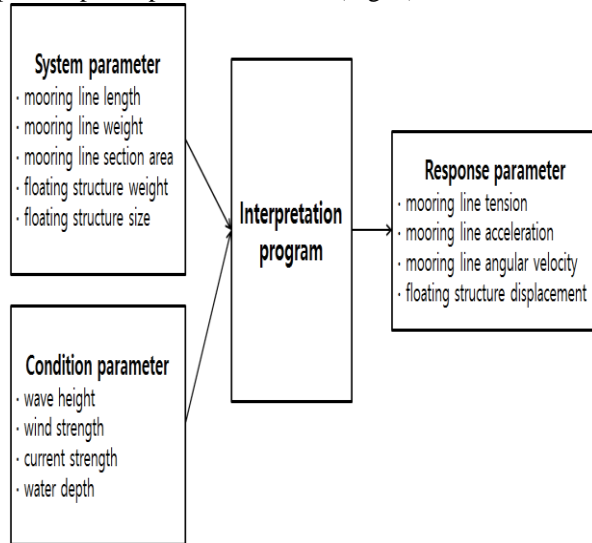 System parameter
· mooring line length
· mooring line weight
· mooring line section area
· floating structure weight
· floating structure size
Condition parameter
· wave height
· wind strength
· current strength
· water depth
Interpretation
program
Response parameter
· mooring line tension
· mooring line acceleration
· mooring line angular velocity
· floating structure displacement